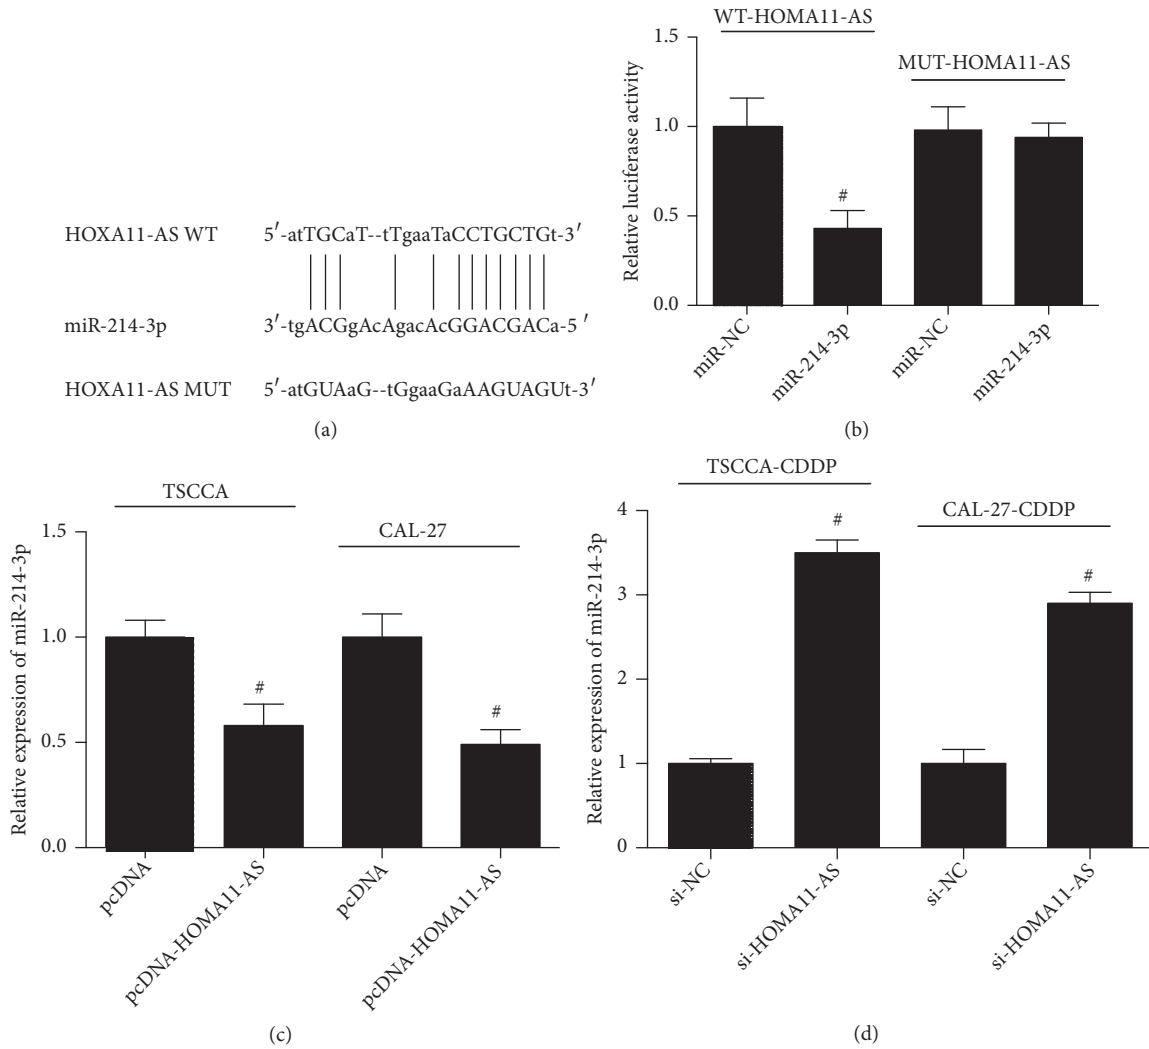 HOXA11-AS WT 5′-atTGCaT--tTgaaTaCCTGCTGt-3′
miR-214-3p 3′-tgACGgAcAgacAcGGACGACa-5 ′
HOXA11-AS MUT 5′-atGUAaG--tGgaaGaAAGUAGUt-3′
(a)
WT-HOMA11-AS
MUT-HOMA11-AS
Relative luciferase activity
1.5
1.0
0.5
0.0
miR-NC
miR-214-3p
miR-NC
miR-214-3p
#
(b)
TSCCA
CAL-27
Relative expression of miR-214-3p
1.5
1.0
0.5
0.0
#
#
pcDNA
pcDNA-HOMA11-AS
pcDNA
pcDNA-HOMA11-AS
(c)
TSCCA-CDDP
CAL-27-CDDP
Relative expression of miR-214-3p
4
3
2
1
0
#
#
si-NC
si-HOMA11-AS
si-NC
si-HOMA11-AS
(d)